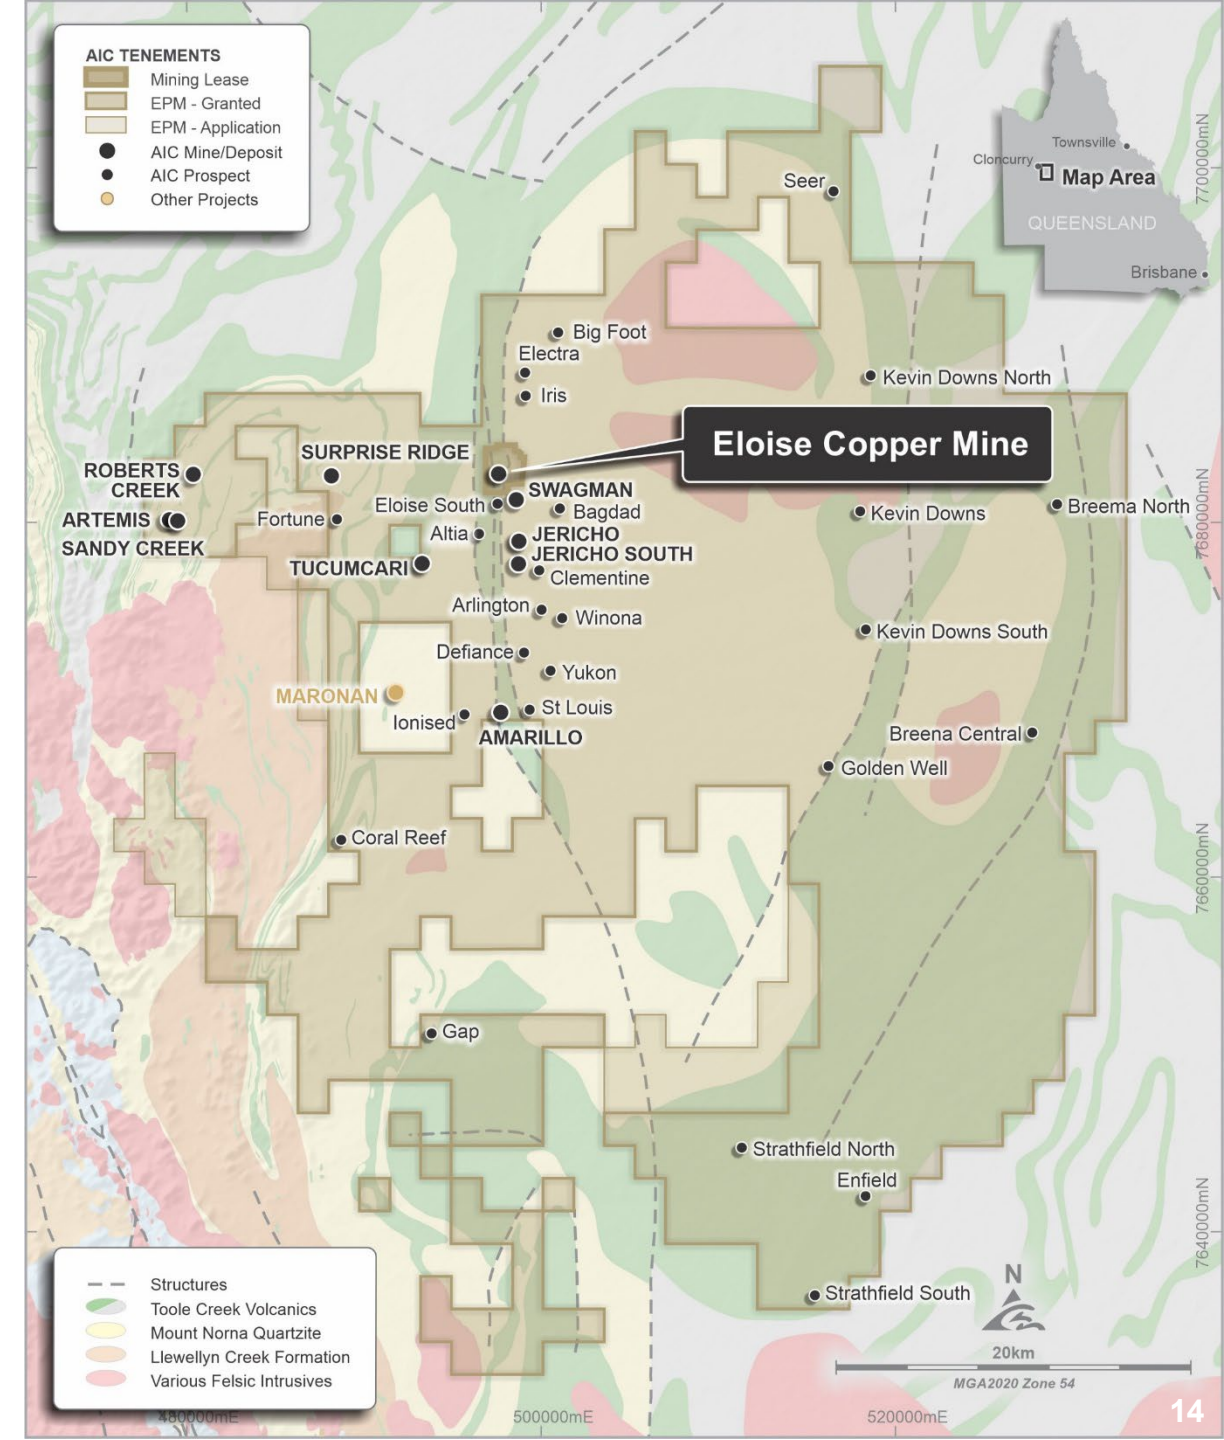 AIC TENEMENTS
Mining Lease
EPM - Granted
EPM - Application
AIC Mine/Deposit
AIC Prospect
Other Projects
Townsville
Cloncurry
Map Area
QUEENSLAND
Brisbane
7700000mN
Seer
Big Foot
Electra
Iris
Kevin Downs North
Eloise Copper Mine
SURPRISE RIDGE
ROBERTS
CREEK
ARTEMIS
SANDY CREEK
Fortune
TUCUMCARI
Eloise South
SWAGMAN
Bagdad
Altia
JERICHO
JERICHO SOUTH
Clementine
Kevin Downs
Breema North
7680000mN
Arlington
Winona
Kevin Downs South
Defiance
Yukon
MARONAN
Ionised
St Louis
AMARILLO
Breena Central
Golden Well
Coral Reef
7660000mN
Gap
Strathfield North
Enfield
7640000mN
Strathfield South
N
20km
MGA2020 Zone 54
Structures
Toole Creek Volcanics
Mount Norna Quartzite
Llewellyn Creek Formation
Various Felsic Intrusives
480000mE
500000mE
520000mE
14